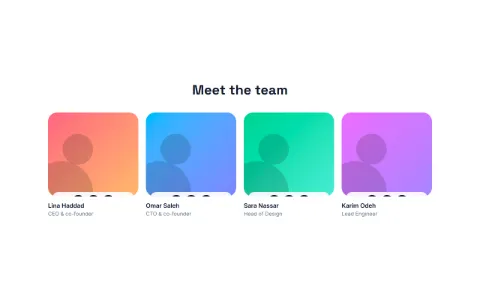 Meet the team
Lina Haddad
CEO & co-founder
Omar Saleh
CTO & co-founder
Sara Nassar
Head of Design
Karim Odeh
Lead Engineer